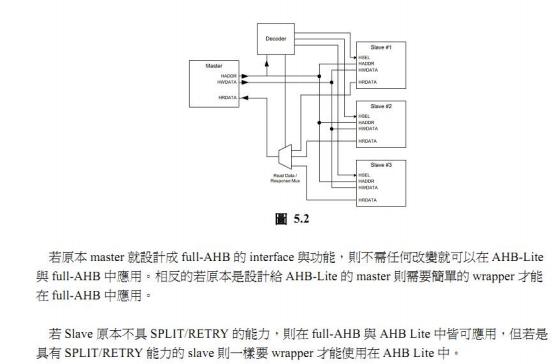 Decoder
Slave #1
Master
HSEL
HADDR
HWDATA
HRDATA
HADDR
HWDATA
HRDATA
Slave #2
HSEL
HADDR
HWDATA
HRDATA
Slave #3
HSEL
HADDR
HWDATA
HRDATA
Read Data /
Response Mux
圖 5.2
若原本 master 就設計成 full-AHB 的 interface 與功能，則不需任何改變就可以在 AHB-Lite
與 full-AHB 中應用。相反的若原本是設計給 AHB-Lite 的 master 則需要簡單的 wrapper 才能
在 full-AHB 中應用。
若 Slave 原本不具 SPLIT/RETRY 的能力，則在 full-AHB 與 AHB Lite 中皆可應用，但若是
具有 SPLIT/RETRY 能力的 slave 則一樣要 wrapper 才能使用在 AHB Lite 中。